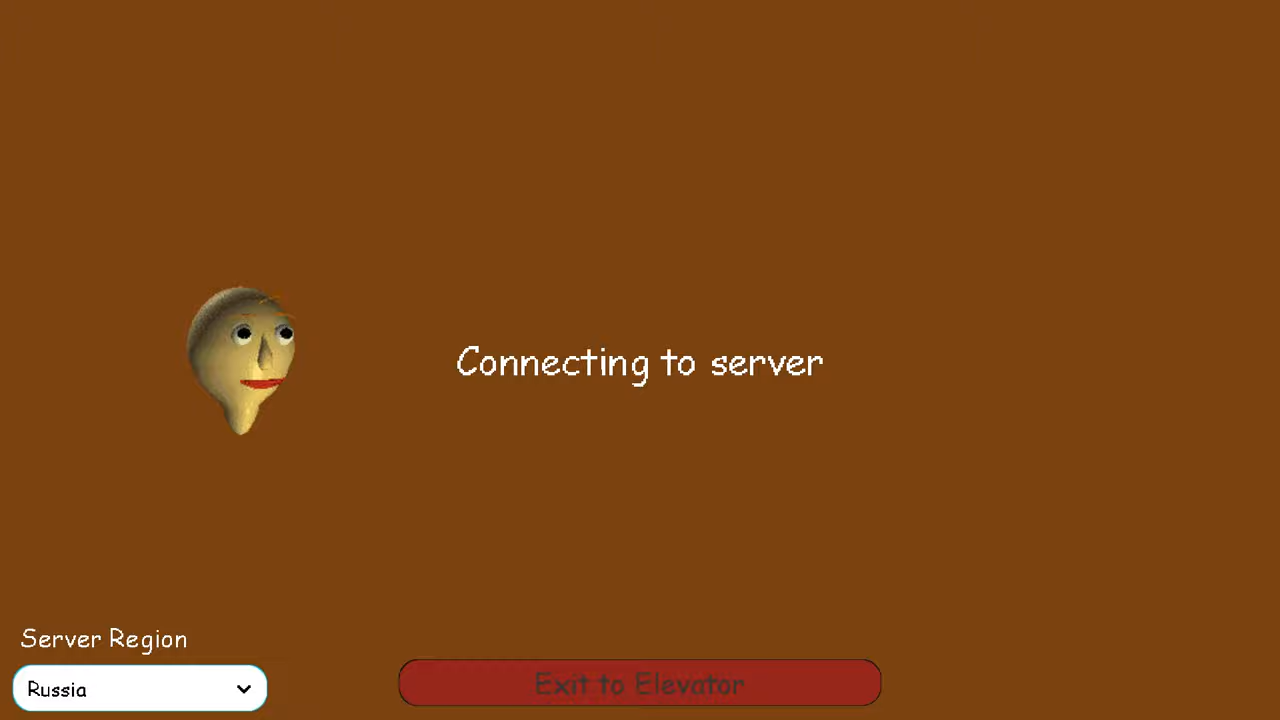 Connecting to server
Server Region
Russia
Exit to Elevator